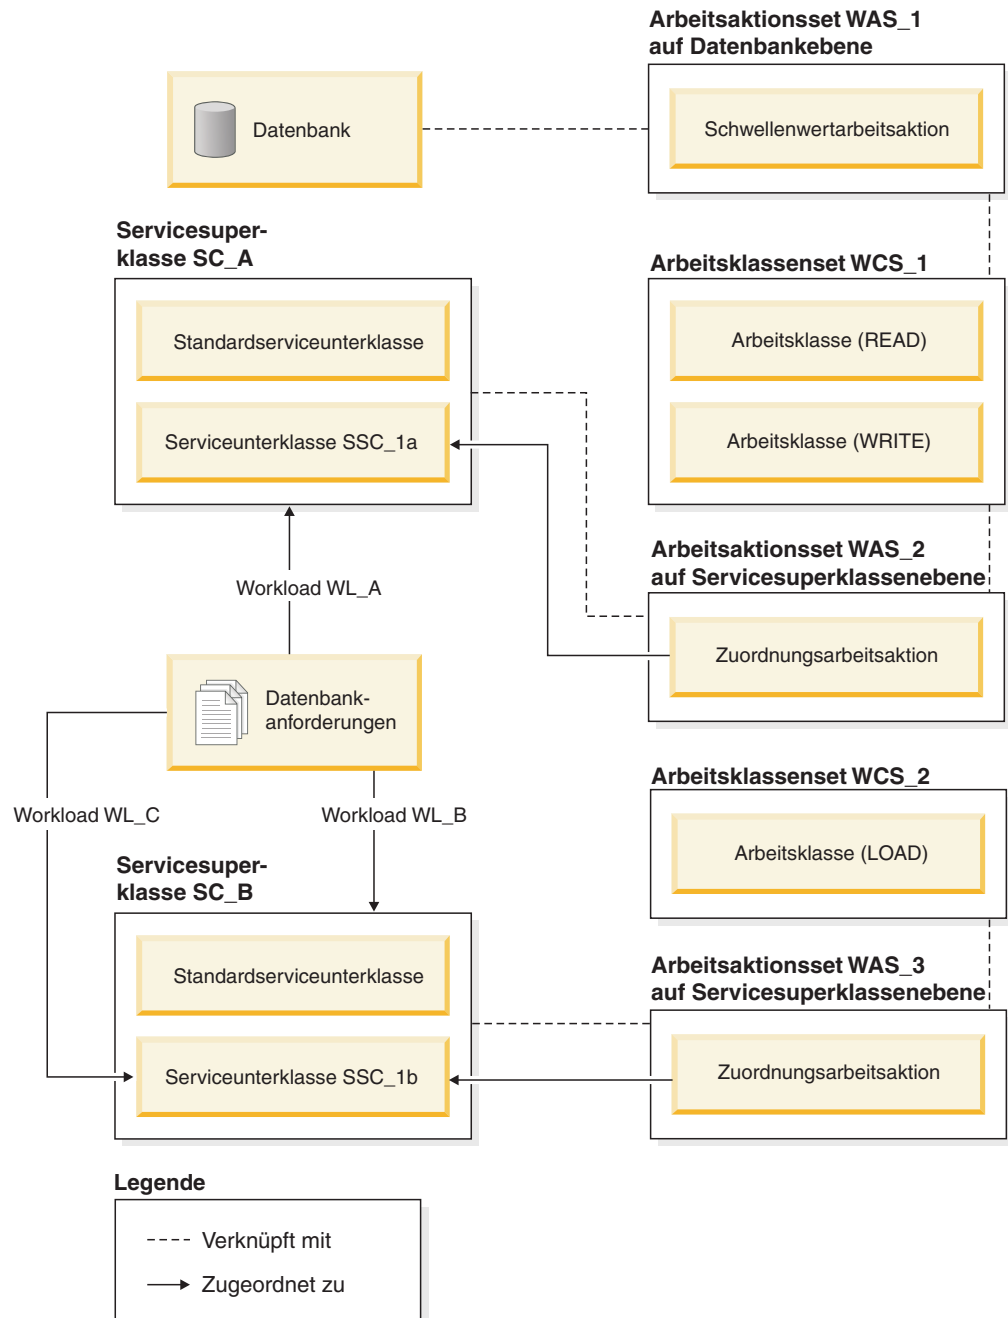 Arbeitsaktionsset WAS_1
auf Datenbankebene
Datenbank
Schwellenwertarbeitsaktion
Servicesuper-
klasse SC_A
Standardserviceunterklasse
Serviceunterklasse SSC_1a
Arbeitsklassenset WCS_1
Arbeitsklasse (READ)
Arbeitsklasse (WRITE)
Arbeitsaktionsset WAS_2
auf Servicesuperklassenebene
Zuordnungsarbeitsaktion
Workload WL_A
Datenbank-
anforderungen
Workload WL_C
Workload WL_B
Arbeitsklassenset WCS_2
Arbeitsklasse (LOAD)
Servicesuper-
klasse SC_B
Standardserviceunterklasse
Serviceunterklasse SSC_1b
Arbeitsaktionsset WAS_3
auf Servicesuperklassenebene
Zuordnungsarbeitsaktion
Legende
Verknüpft mit
Zugeordnet zu